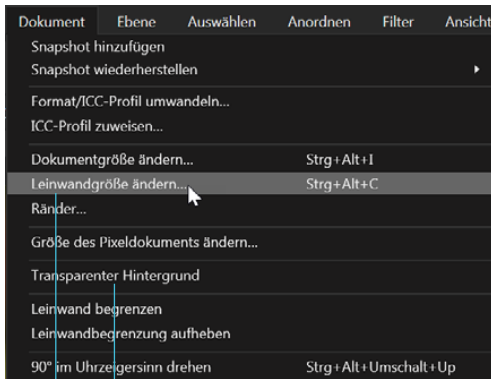 Dokument Ebene Auswählen Anordnen Filter Ansicht
Snapshot hinzufügen
Snapshot wiederherstellen
Format/ICC-Profil umwandeln...
ICC-Profil zuweisen...
Dokumentgröße ändern... Strg+Alt+I
Leinwandgröße ändern... Strg+Alt+C
Ränder...
Größe des Pixeldokuments ändern...
Transparenter Hintergrund
Leinwand begrenzen
Leinwandbegrenzung aufheben
90° im Uhrzeigersinn drehen Strg+Alt+Umschalt+Up